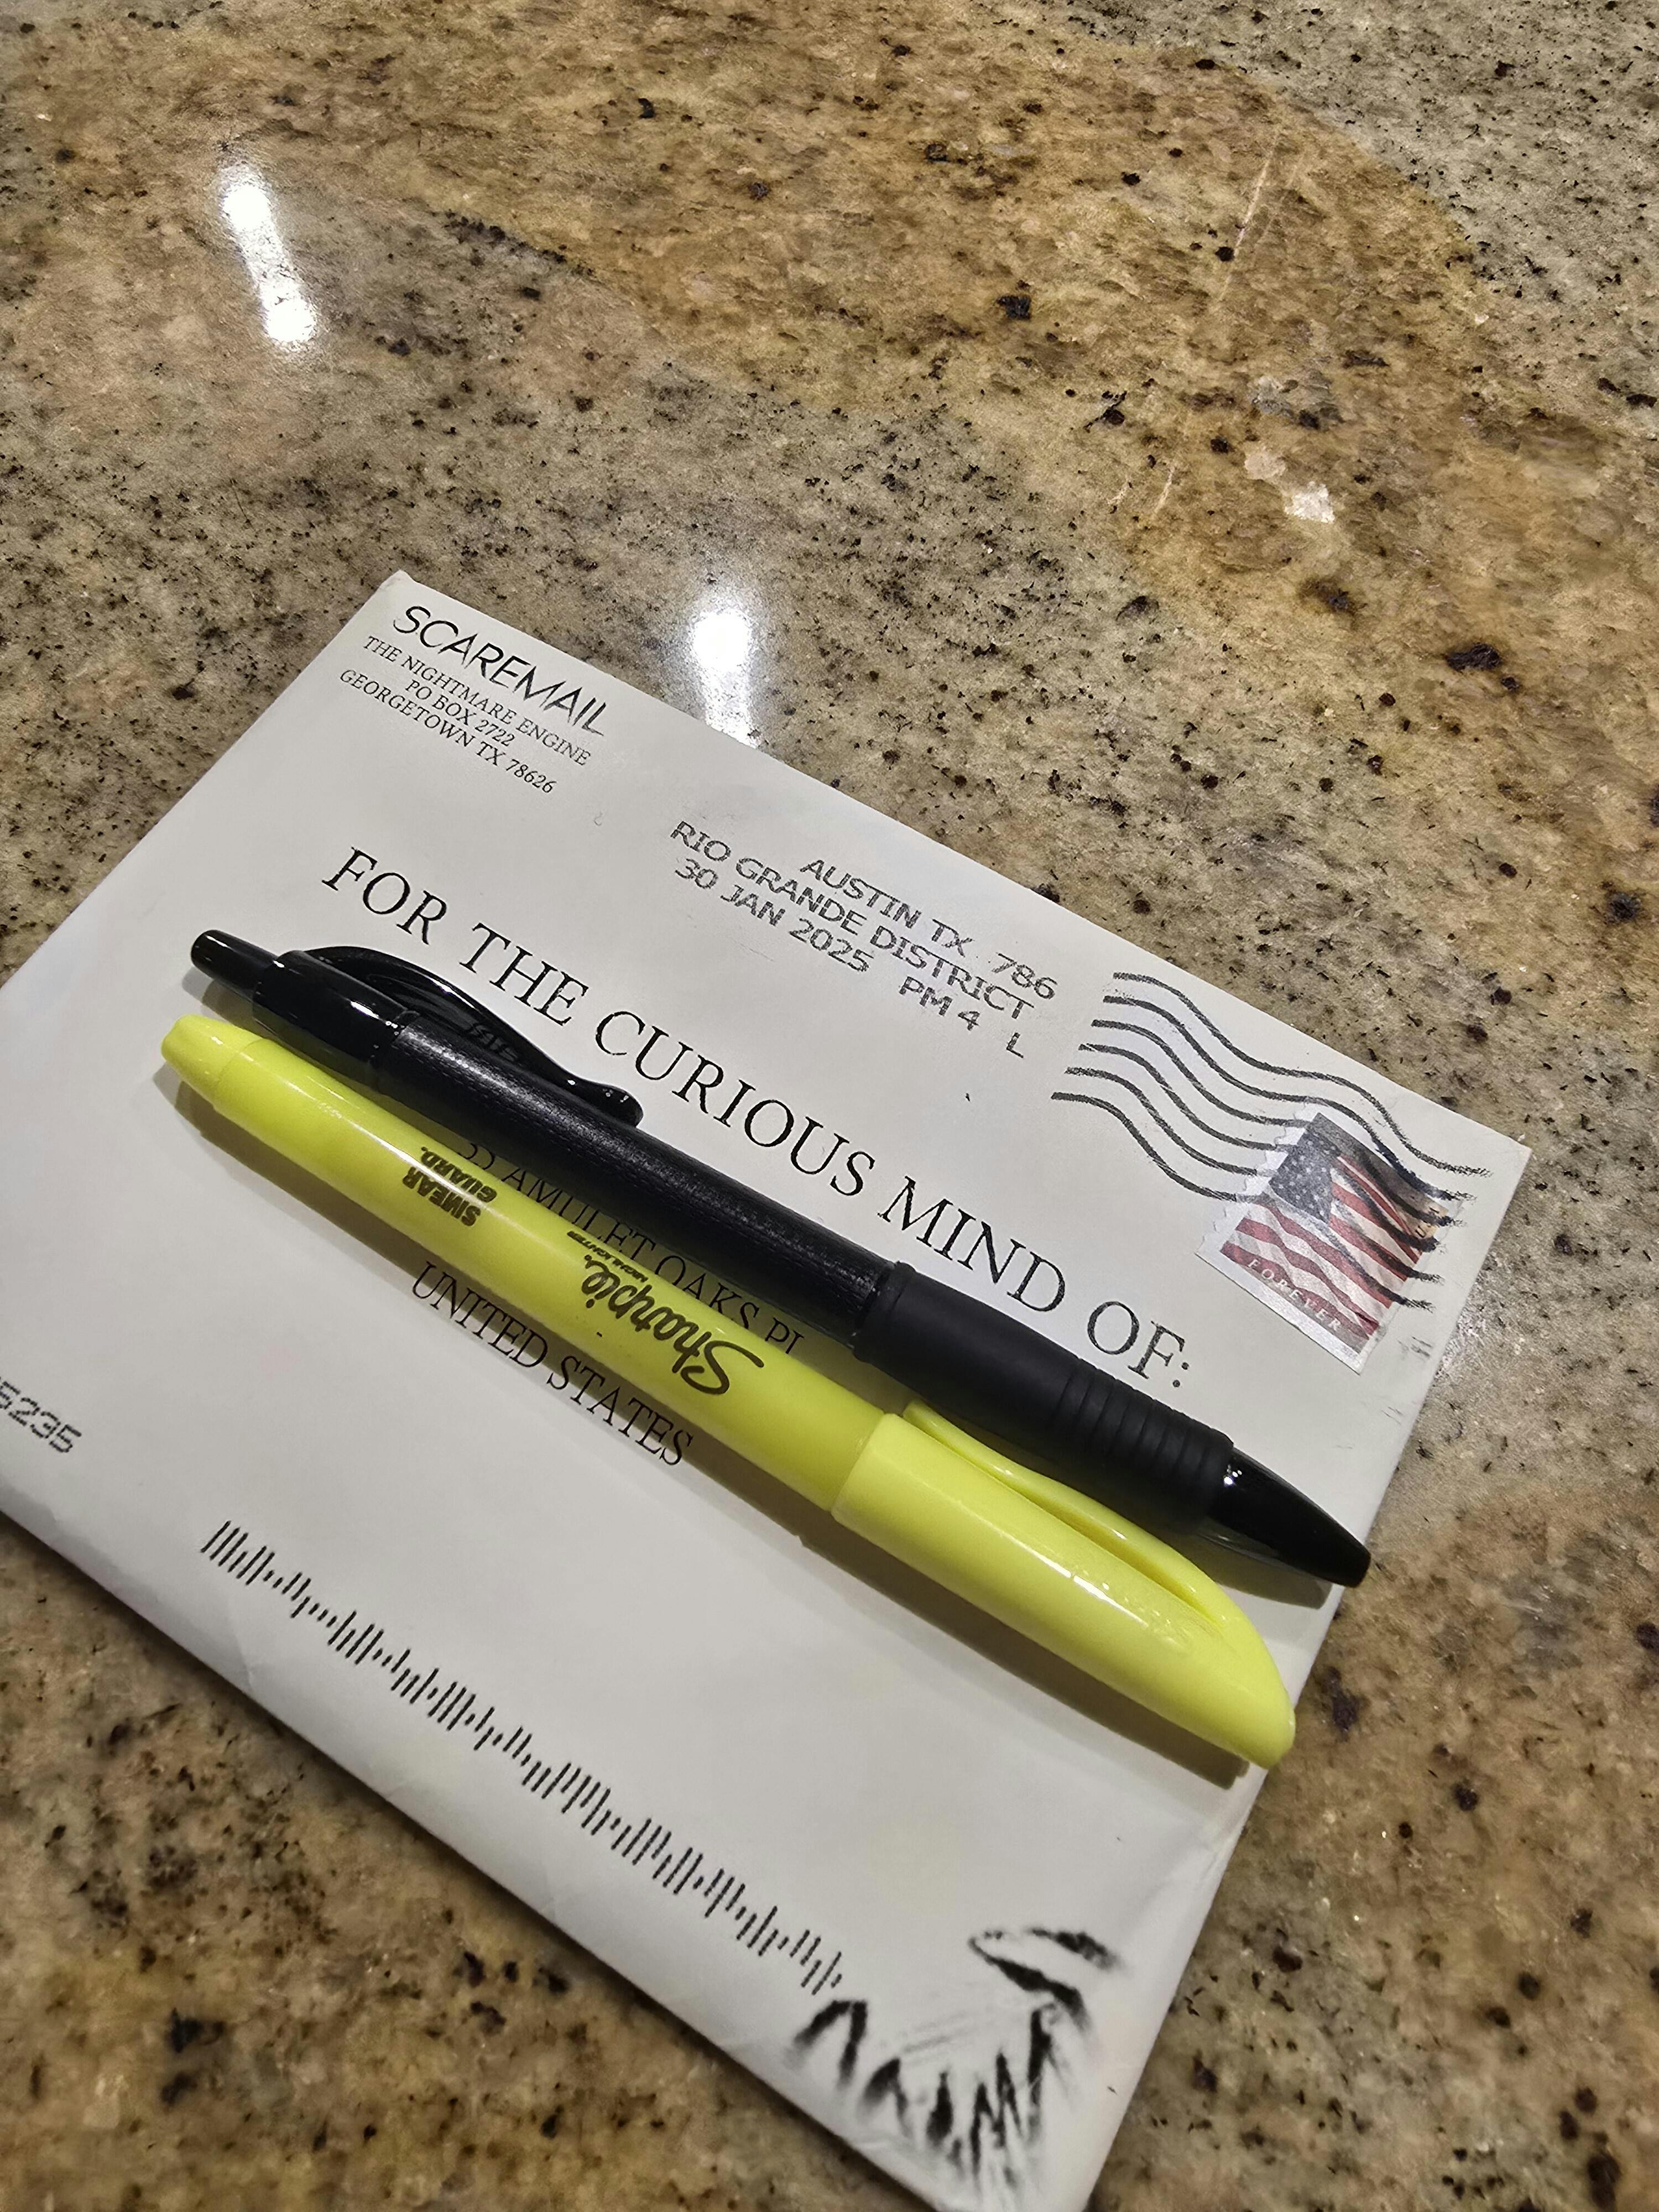 SCAREMAIL
THE NIGHTMARE ENGINE
PO BOX 2722
GEORGETOWN TX 78626
AUSTIN TX 786
RIO GRANDE DISTRICT
30 JAN 2025 PM 4 L
FOREVER
FOR THE CURIOUS MIND OF:
AMULET OAKS PL
UNITED STATES
SMEAR
GUARD.
Sharpie
HIGHLIGHTER
5235